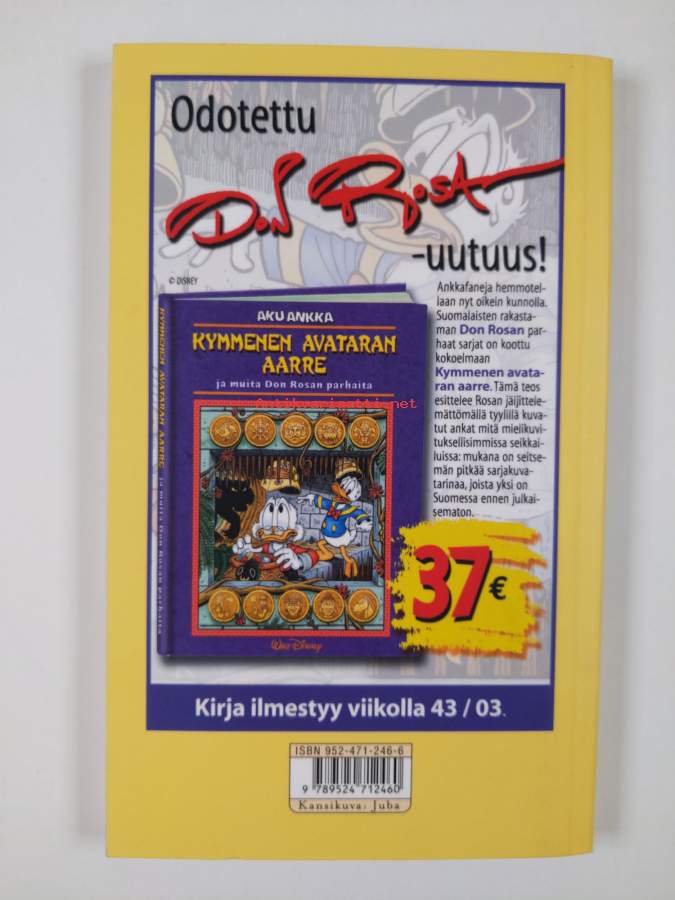 Odotettu
Don Rosa
-uutuus!
© DISNEY
Ankkafaneja hemmotel-
laan nyt oikein kunnolla.
Suomalaisten rakasta-
man Don Rosan par-
haat sarjat on koottu
kokoelmaan
Kymmenen avata-
ran aarre. Tämä teos
esittelee Rosan jäijittele-
mättömällä tyylillä kuva-
tut ankat mitä mielikuvi-
tuksellisimmissa seikkai-
luissa: mukana on seitse-
män pitkää sarjakuva-
tarinaa, joista yksi on
Suomessa ennen julkai-
sematon.
AKU ANKKA
KYMMENEN AVATARAN
AARRE
ja muita Don Rosan parhaita
Antikvariaatti.net
KYMMENEN AVATARAN AARRE ja muita Don Rosan parhaita
Walt Disney
37€
Kirja ilmestyy viikolla 43 / 03.
ISBN 952-471-246-6
9 789524 712460
Kansikuva: Juba